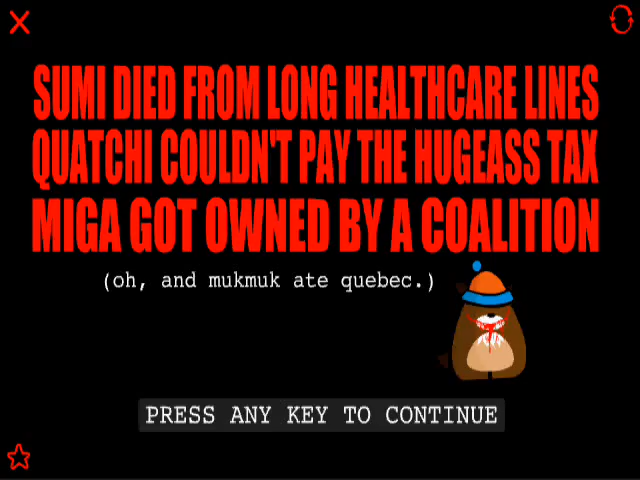 SUMI DIED FROM LONG HEALTHCARE LINES
QUATCHI COULDN'T PAY THE HUGEASS TAX
MIGA GOT OWNED BY A COALITION
(oh, and mukmuk ate quebec.)
PRESS ANY KEY TO CONTINUE